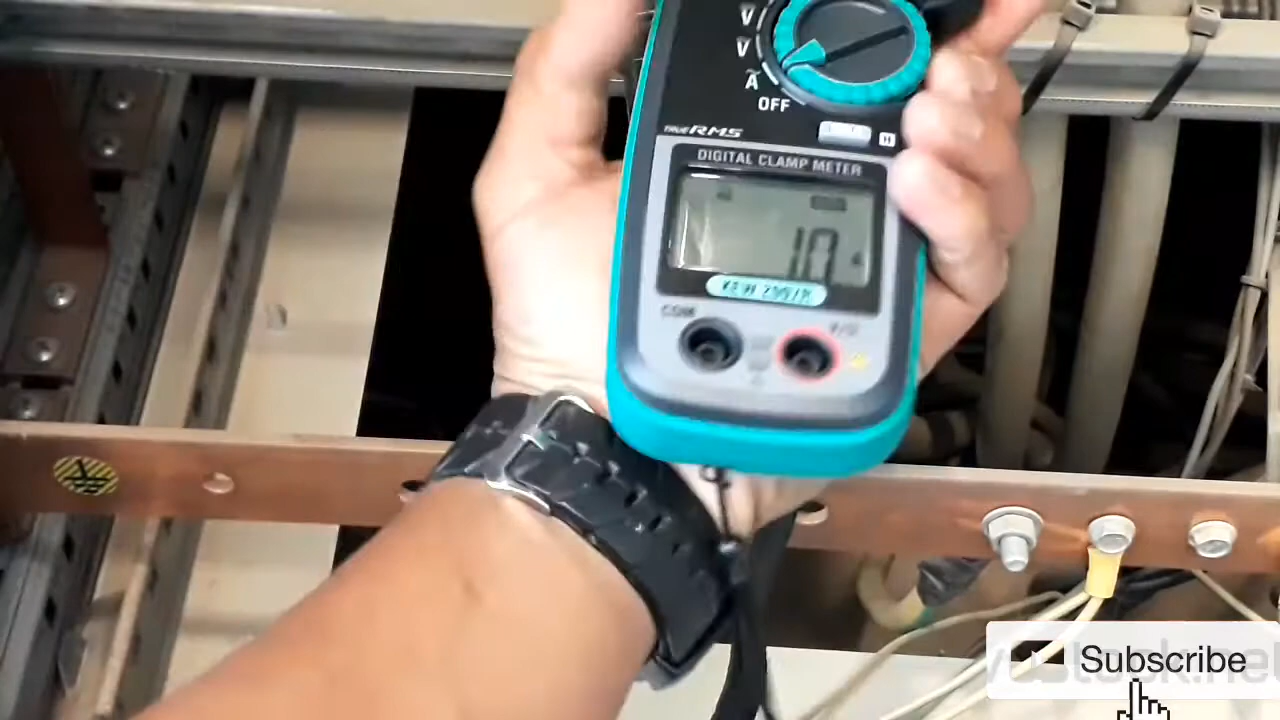 V
V
Ã
OFF
TRUE RMS
H
DIGITAL CLAMP METER
10
A
COM
Subscribe